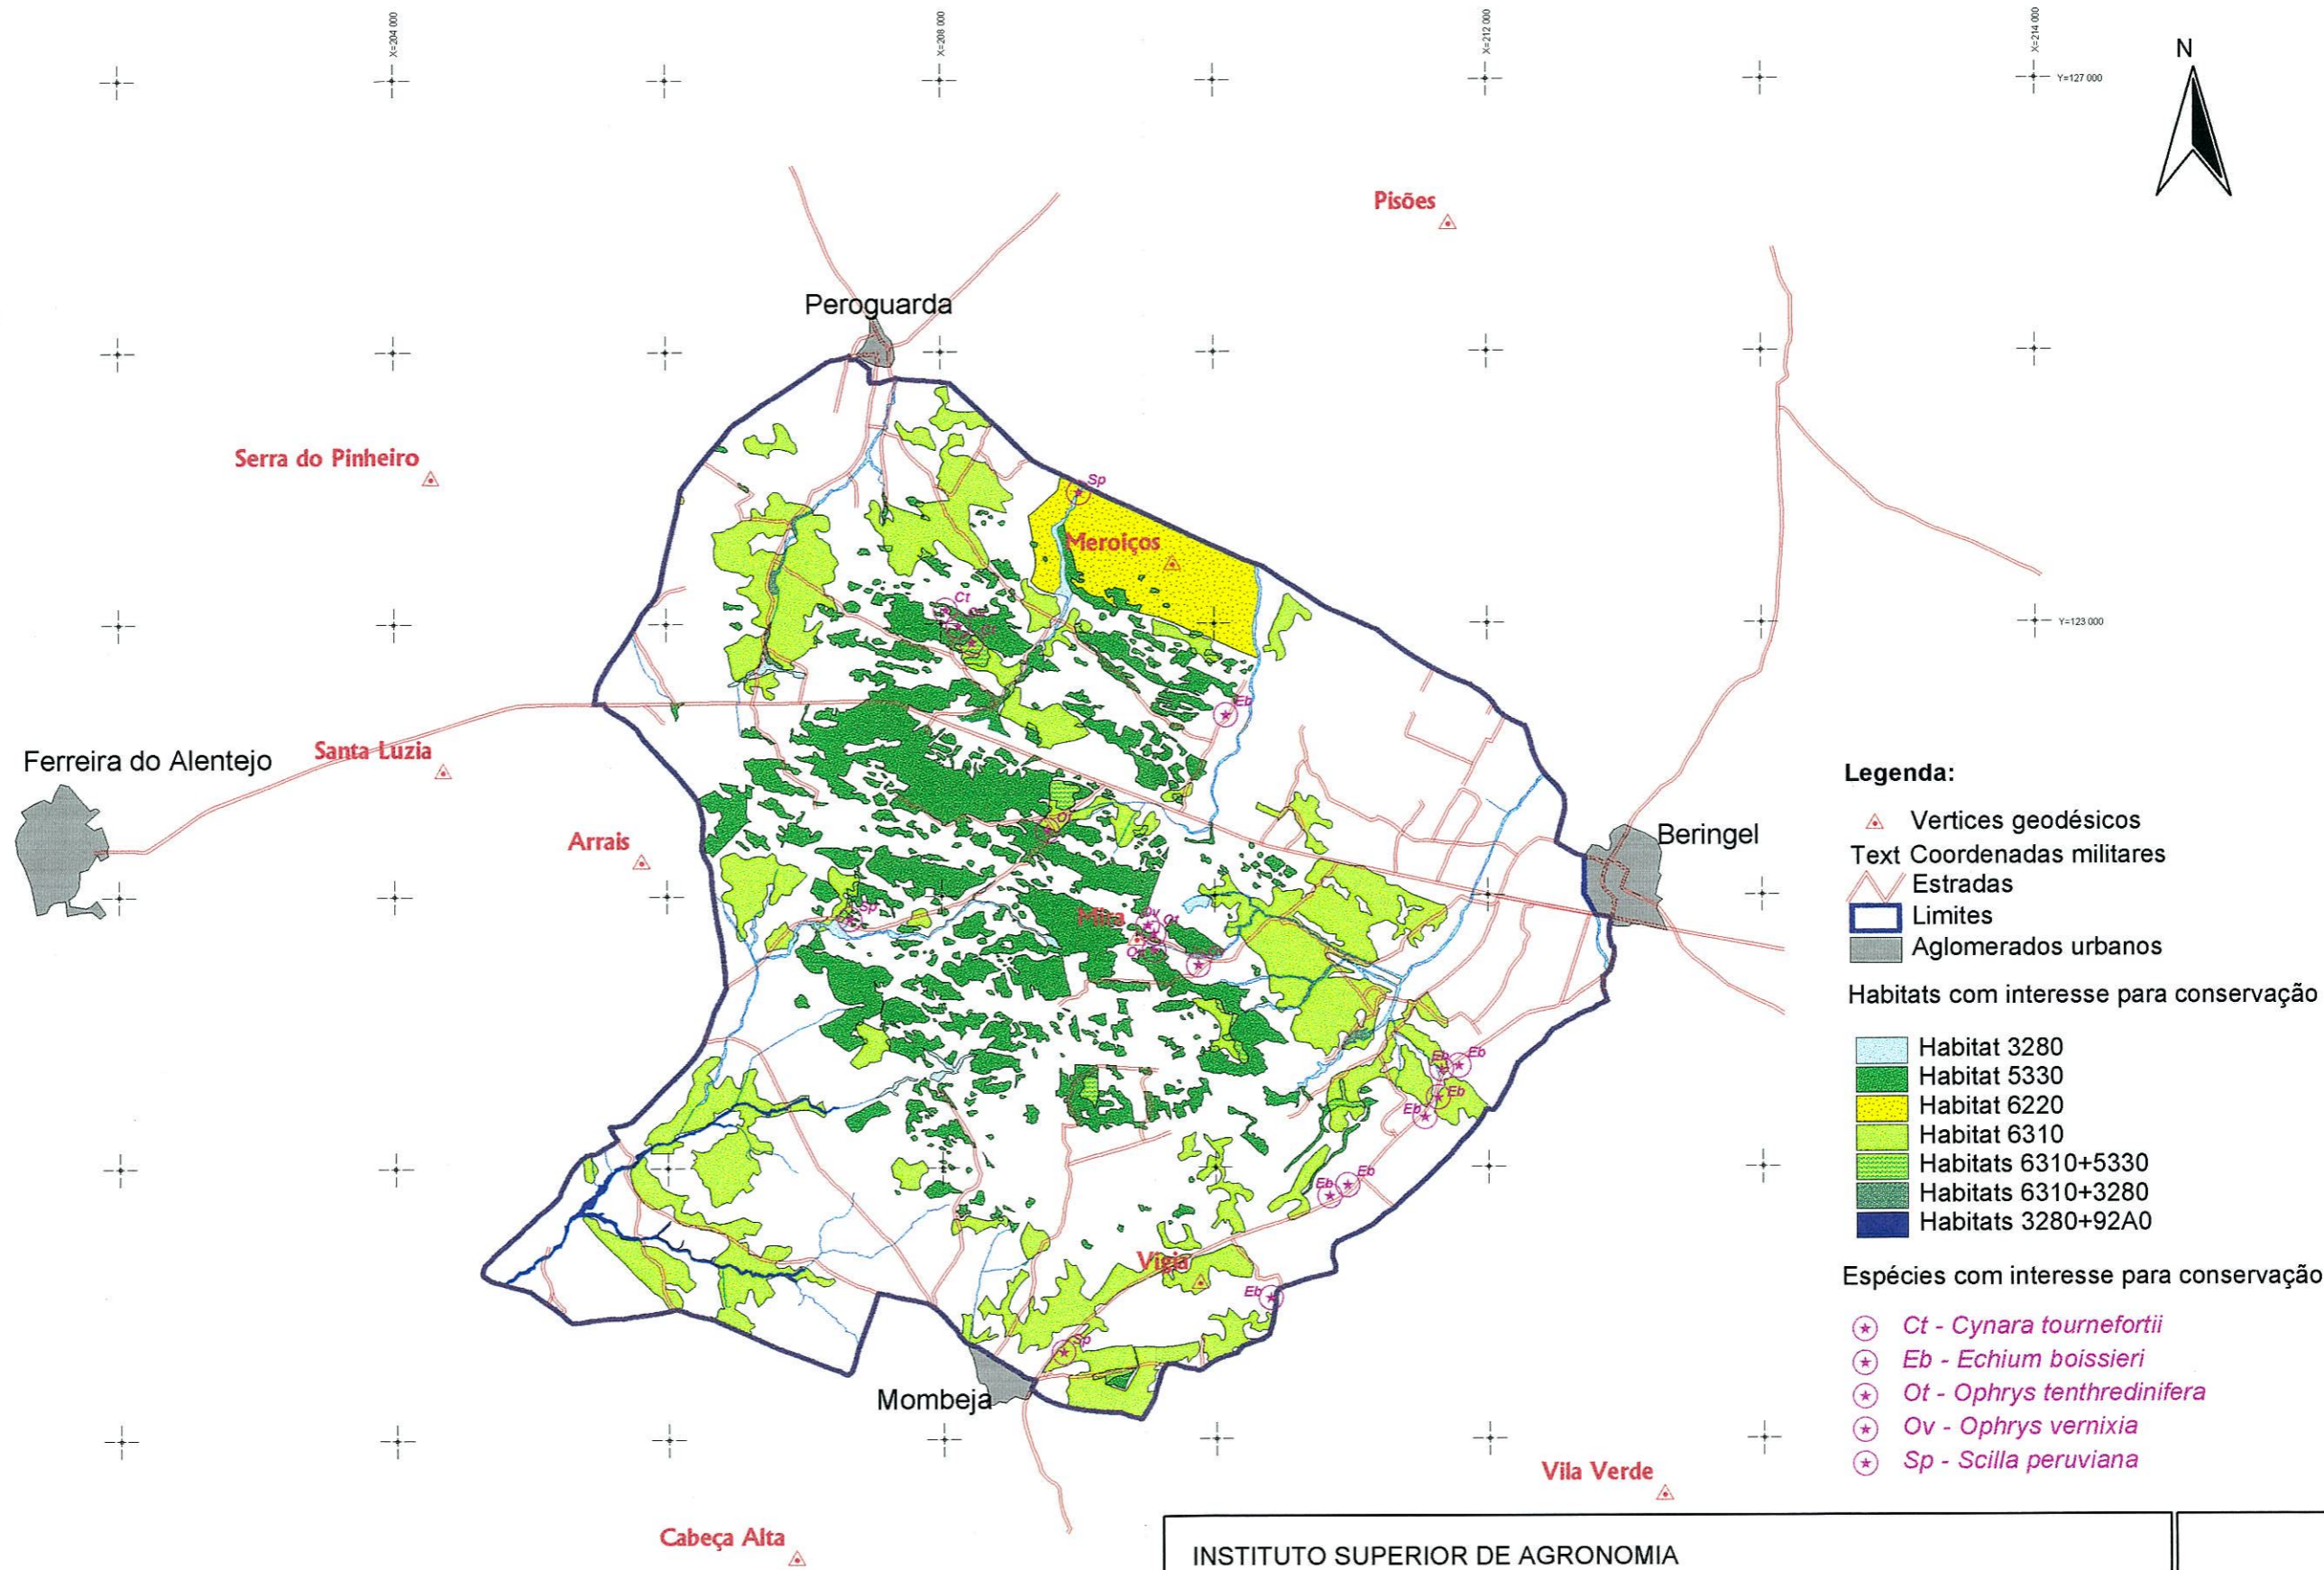 X=204 000
X=208 000
X=212 000
X=214 000
N
Y=127 000
Pisões
Peroguarda
Serra do Pinheiro
Sp
Meroiços
Ct
Y=123 000
Eb
Santa Luzia
Ferreira do Alentejo
Arrais
Beringel
Sp
Mira
Ov
Ot
Eb
Eb
Eb
Eb
Eb
Eb
Vigia
Eb
Sp
Mombeja
Vila Verde
Cabeça Alta
Legenda:
Vertices geodésicos
Text Coordenadas militares
Estradas
Limites
Aglomerados urbanos
Habitats com interesse para conservação
Habitat 3280
Habitat 5330
Habitat 6220
Habitat 6310
Habitats 6310+5330
Habitats 6310+3280
Habitats 3280+92A0
Espécies com interesse para conservação
Ct - Cynara tournefortii
Eb - Echium boissieri
Ot - Ophrys tenthredinifera
Ov - Ophrys vernixia
Sp - Scilla peruviana
INSTITUTO SUPERIOR DE AGRONOMIA